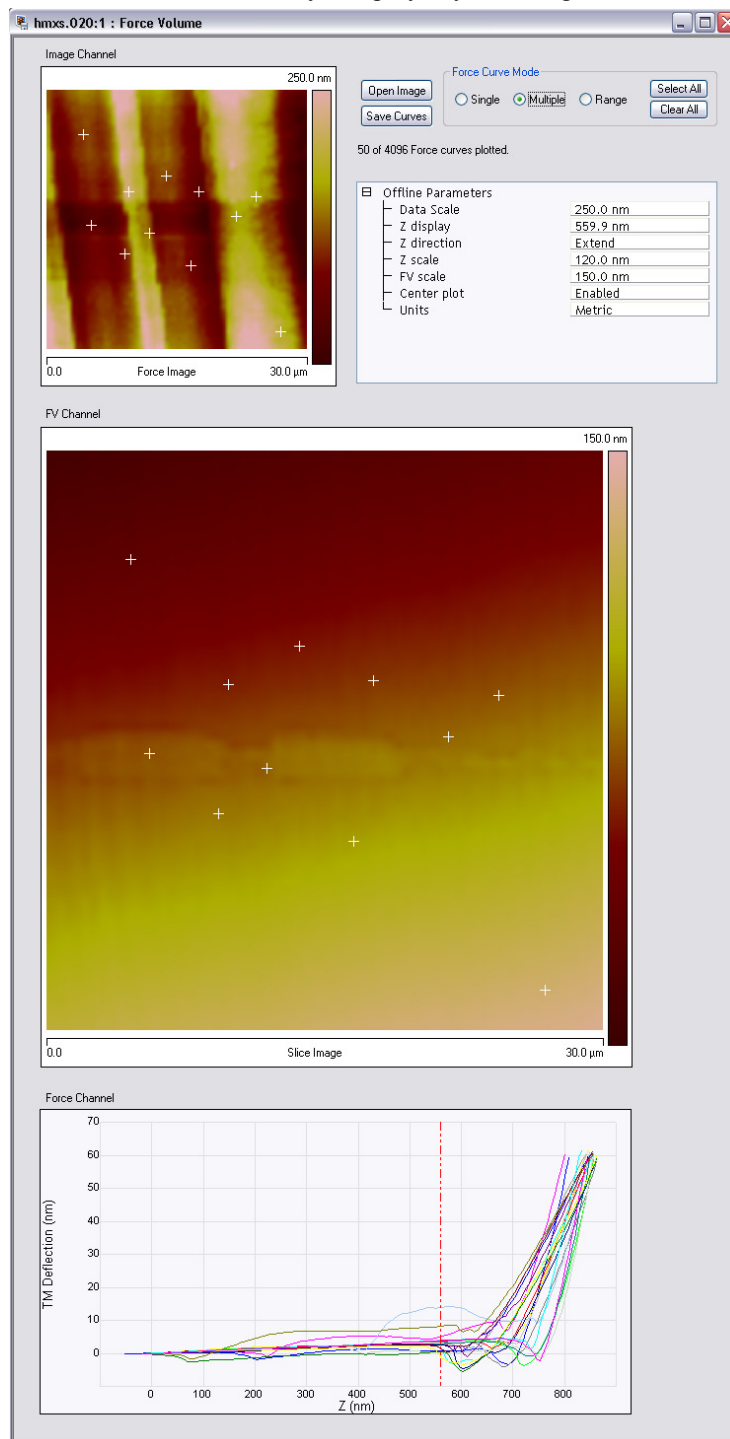 hmxs.020:1 : Force Volume
Image Channel
250.0 nm
0.0 Force Image 30.0 µm
Open Image
Save Curves
Force Curve Mode
Single Multiple Range
Select All
Clear All
50 of 4096 Force curves plotted.
Offline Parameters
Data Scale 250.0 nm
Z display 559.9 nm
Z direction Extend
Z scale 120.0 nm
FV scale 150.0 nm
Center plot Enabled
Units Metric
FV Channel
150.0 nm
0.0 Slice Image 30.0 µm
Force Channel
70
60
50
40
30
20
10
0
TM Deflection (nm)
0 100 200 300 400 500 600 700 800
Z (nm)